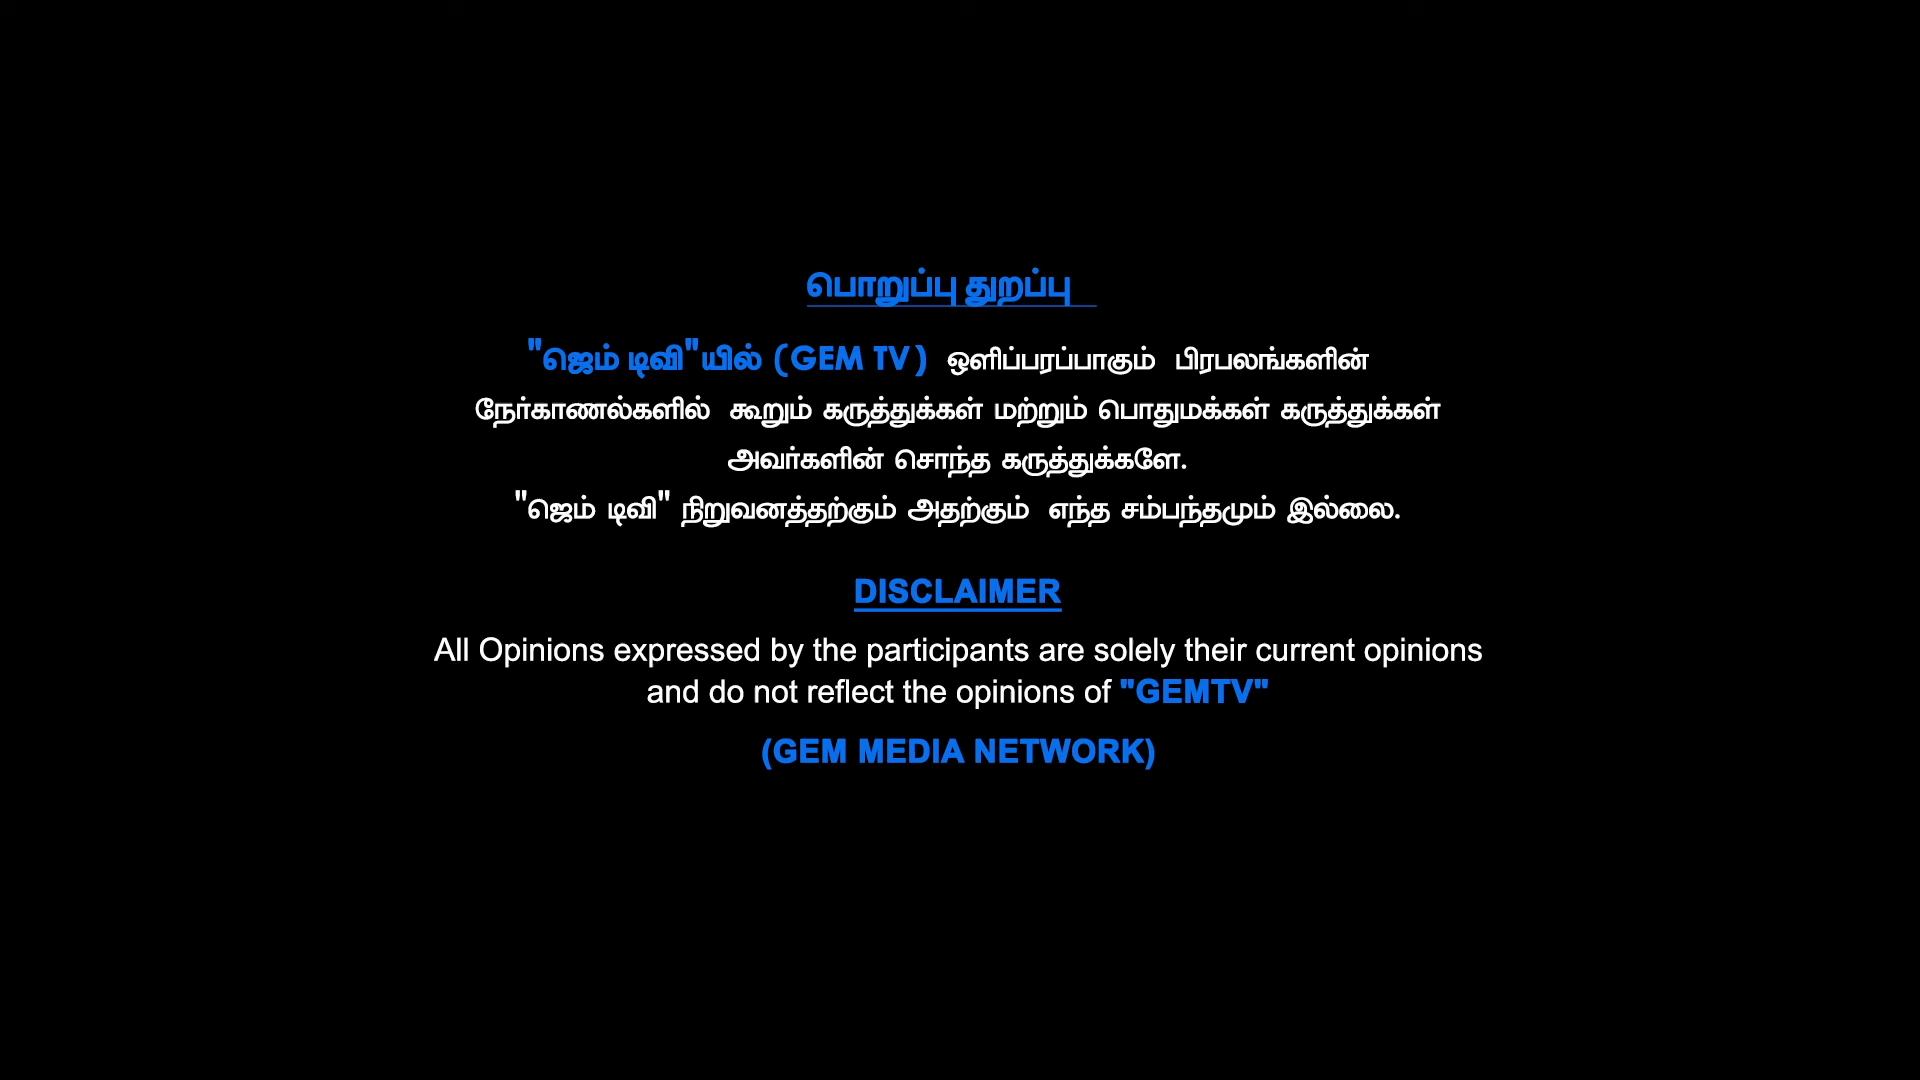 பொறுப்பு துறப்பு
"ஜெம் டிவி"யில் (GEM TV) ஒளிப்பரப்பாகும் பிரபலங்களின்
நேர்காணல்களில் கூறும் கருத்துக்கள் மற்றும் பொதுமக்கள் கருத்துக்கள்
அவர்களின் சொந்த கருத்துக்களே.
"ஜெம் டிவி" நிறுவனத்தற்கும் அதற்கும் எந்த சம்பந்தமும் இல்லை.
DISCLAIMER
All Opinions expressed by the participants are solely their current opinions
and do not reflect the opinions of "GEMTV"
(GEM MEDIA NETWORK)